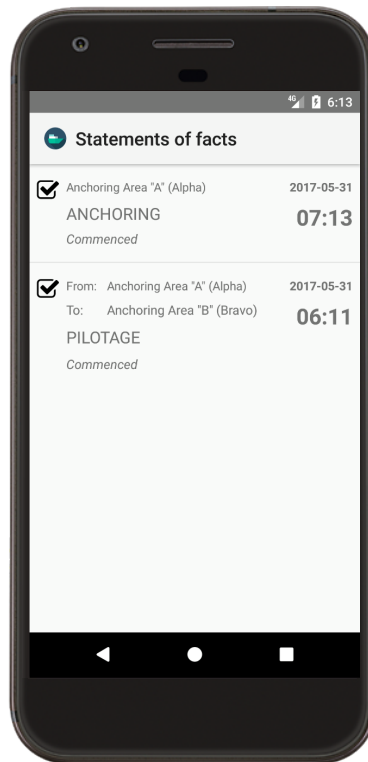 4G 6:13
Statements of facts
Anchoring Area "A" (Alpha) 2017-05-31
ANCHORING 07:13
Commenced
From: Anchoring Area "A" (Alpha) 2017-05-31
To: Anchoring Area "B" (Bravo) 06:11
PILOTAGE
Commenced